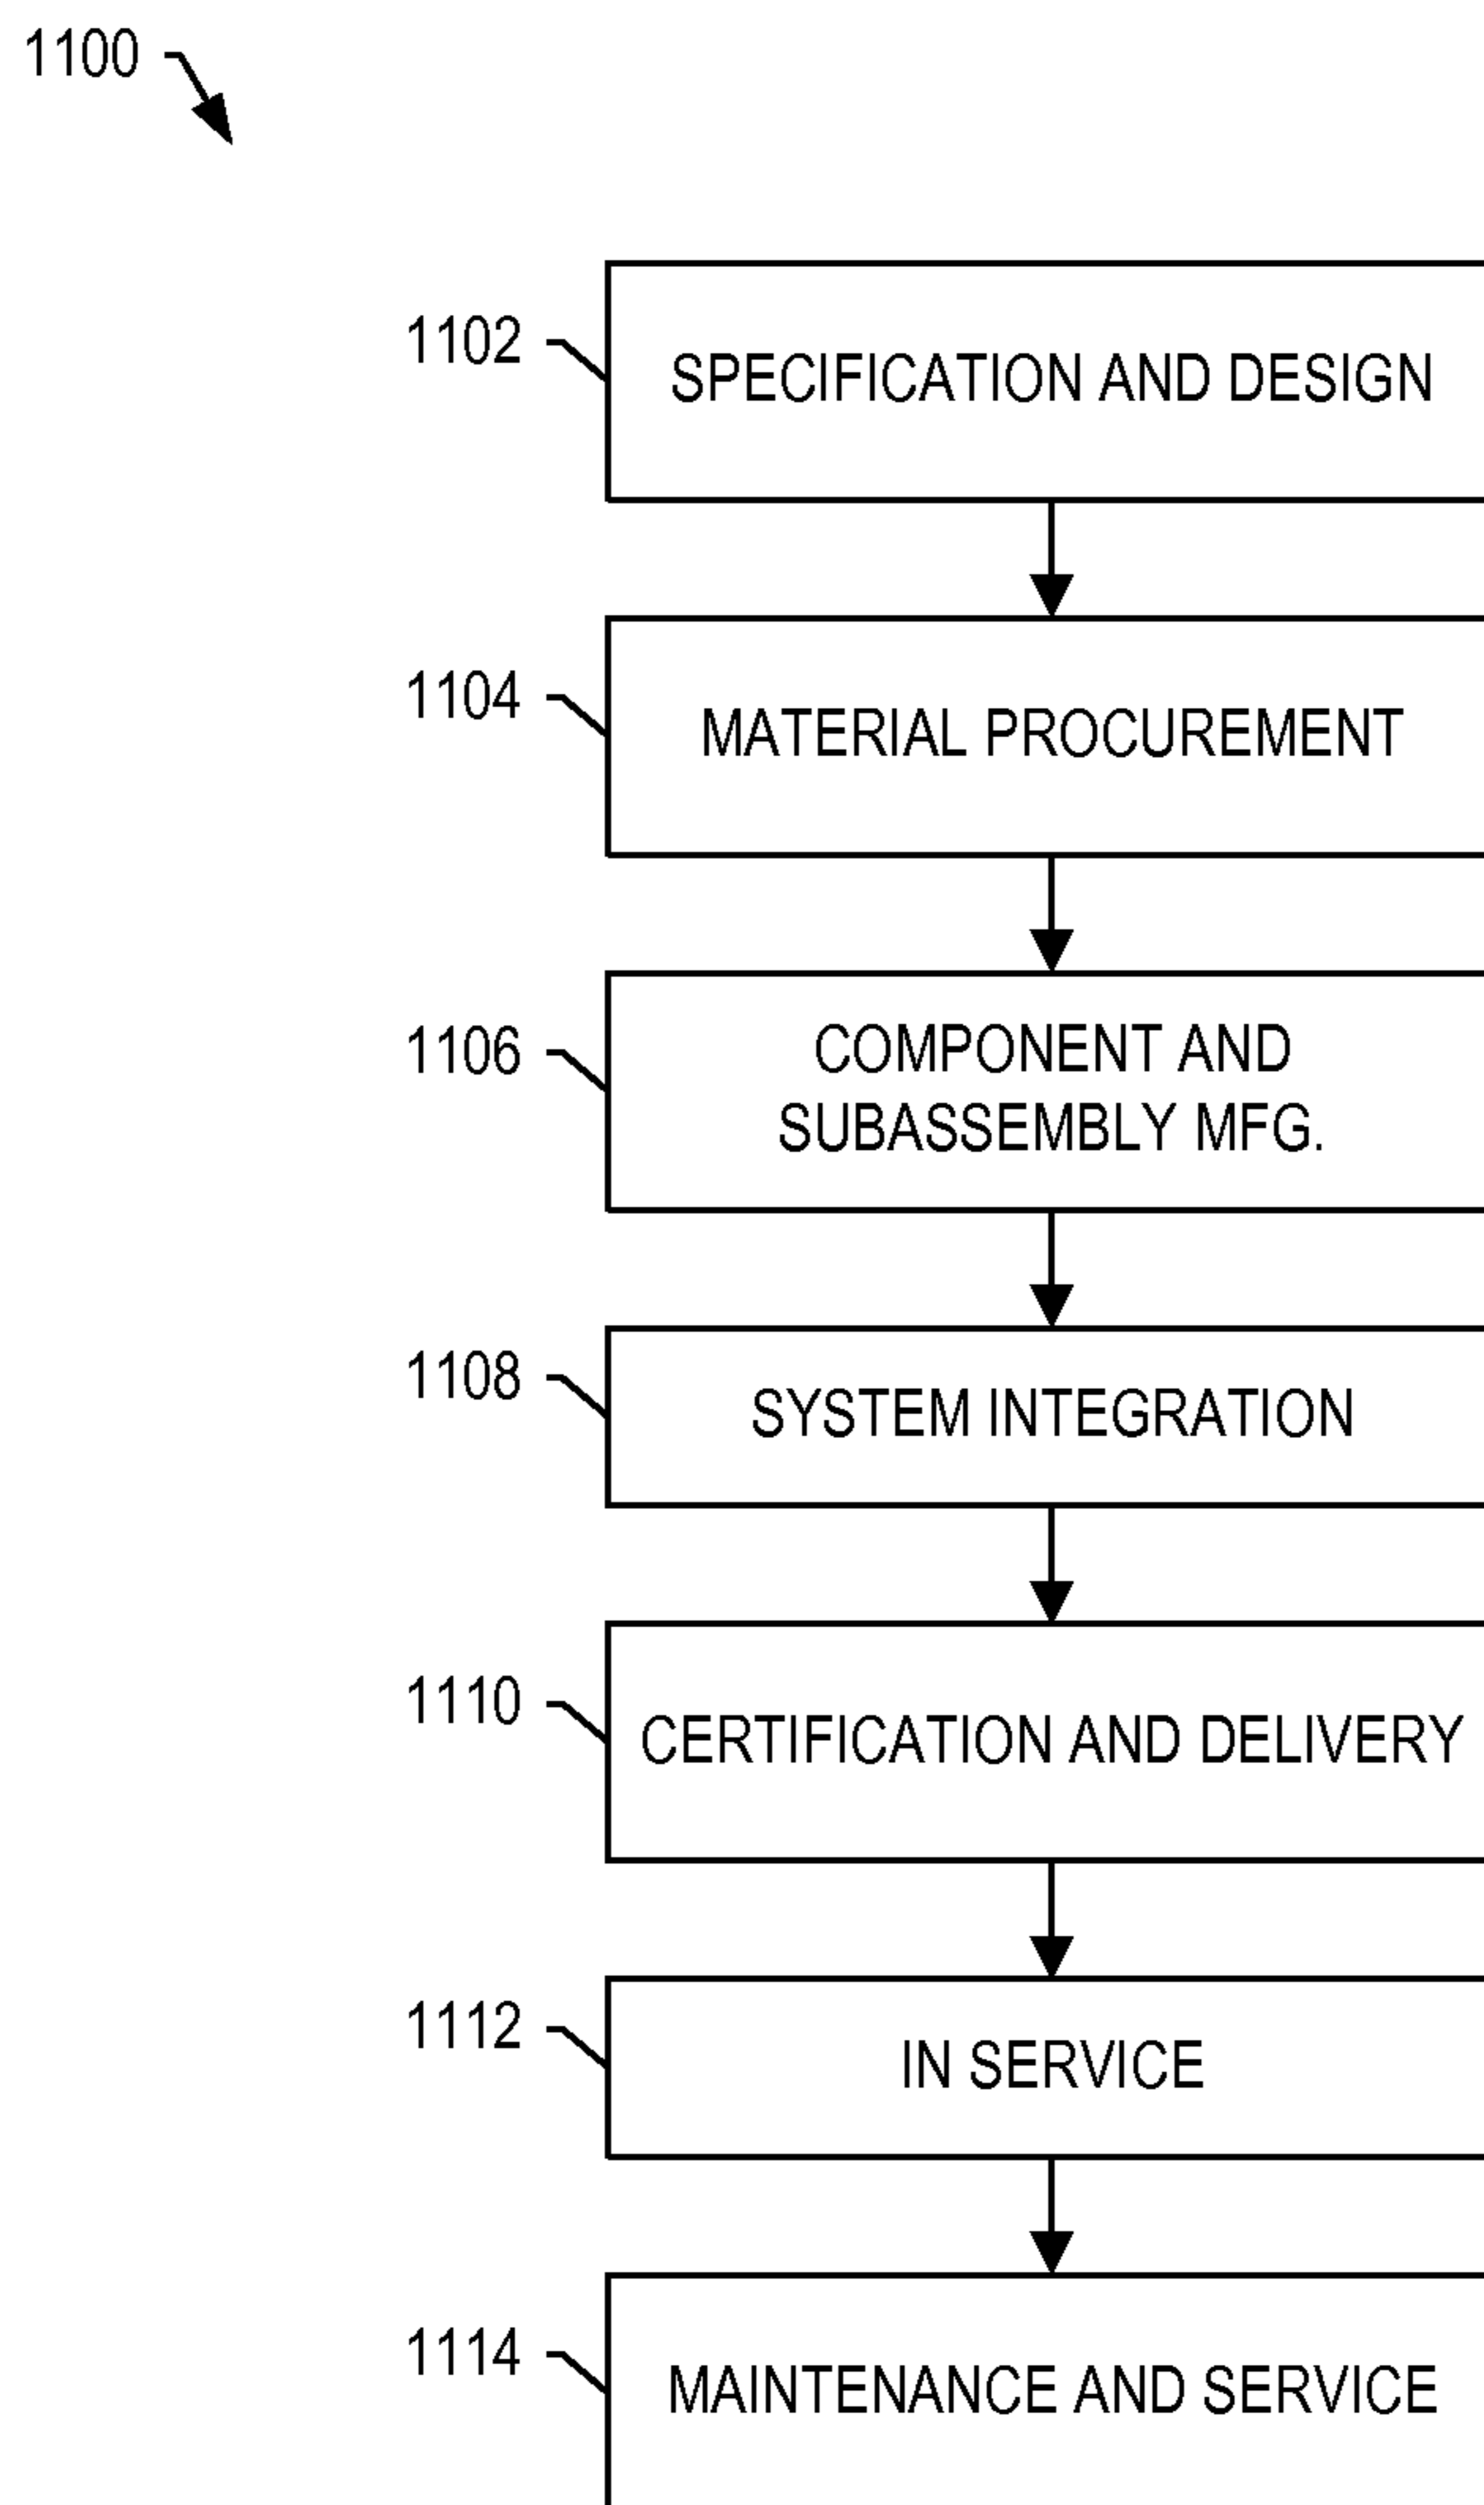 1100
1102
SPECIFICATION AND DESIGN
1104
MATERIAL PROCUREMENT
1106
COMPONENT AND
SUBASSEMBLY MFG.
1108
SYSTEM INTEGRATION
1110
CERTIFICATION AND DELIVERY
1112
IN SERVICE
1114
MAINTENANCE AND SERVICE